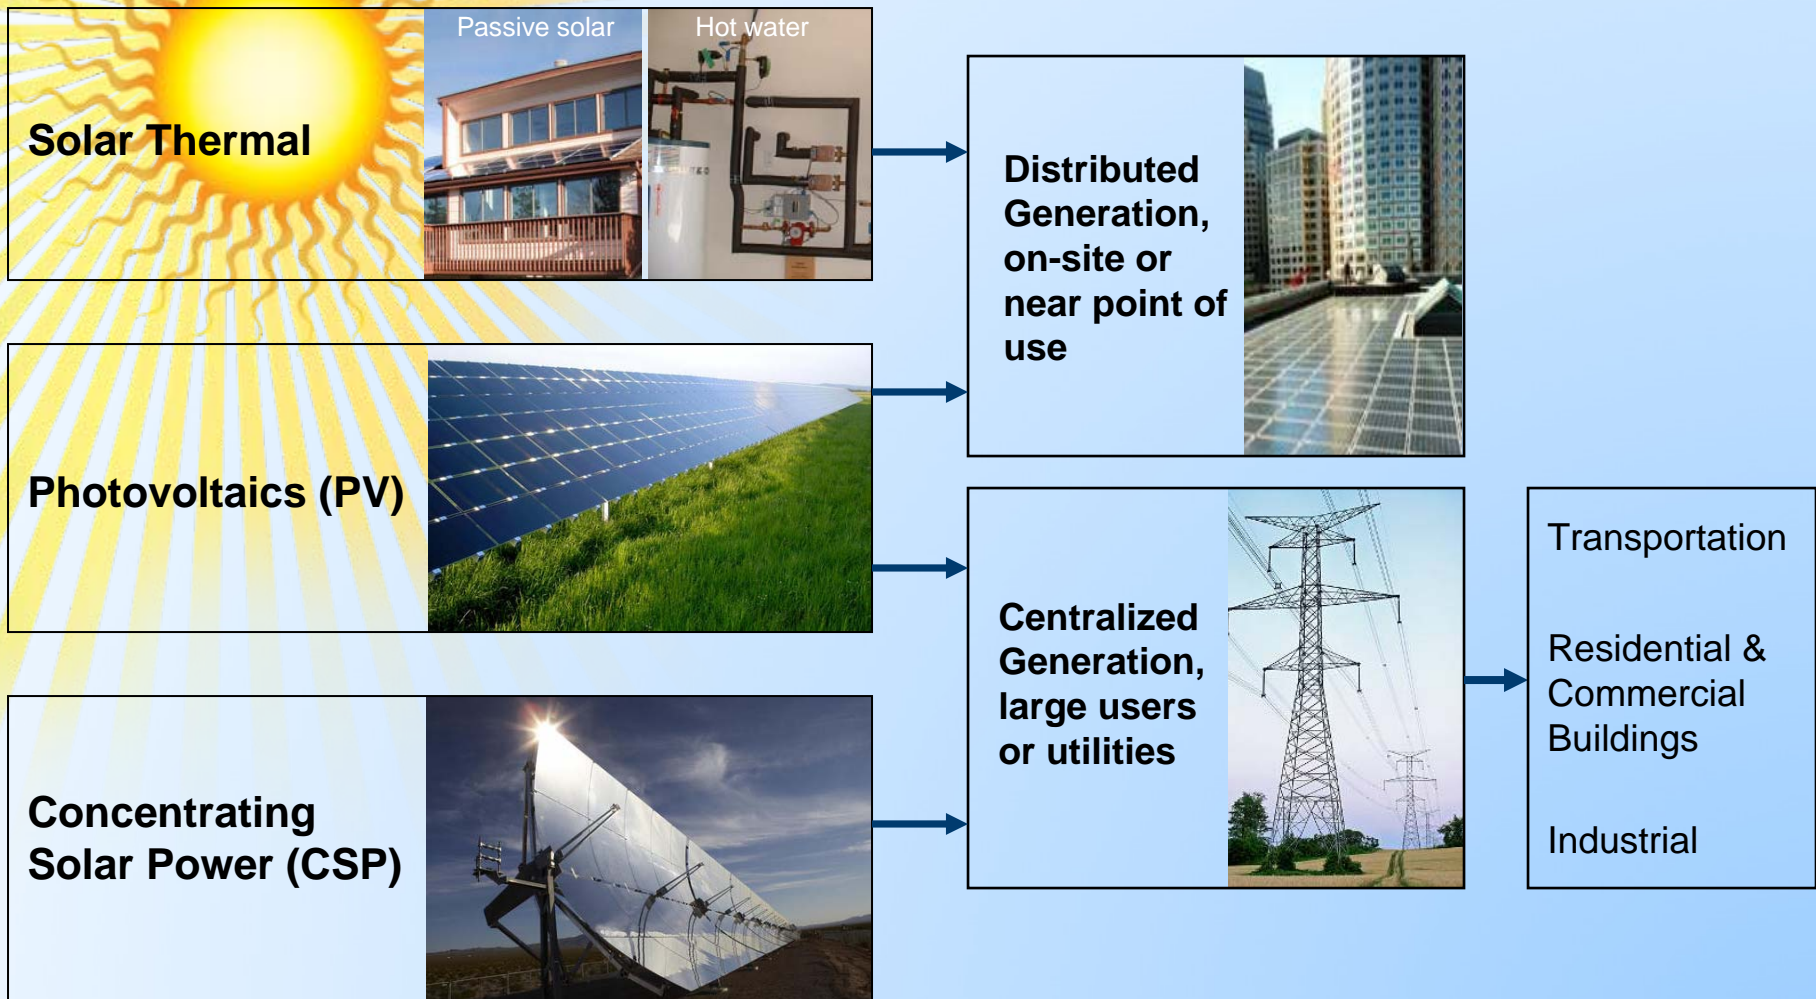 Passive solar
Hot water
Solar Thermal
Distributed
Generation,
on-site or
near point of
use
Photovoltaics (PV)
Centralized
Generation,
large users
or utilities
Transportation
Residential &
Commercial
Buildings
Industrial
Concentrating
Solar Power (CSP)